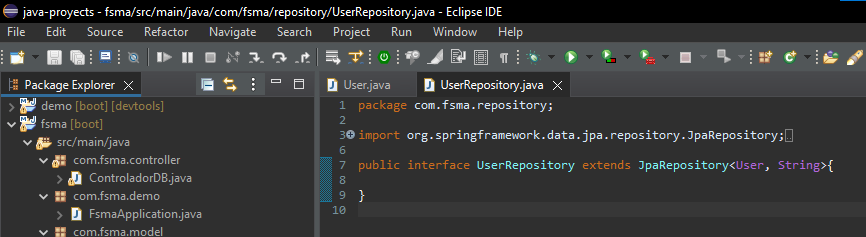 java-proyects - fsma/src/main/java/com/fsma/repository/UserRepository.java - Eclipse IDE
File Edit Source Refactor Navigate Search Project Run Window Help
Package Explorer
demo [boot] [devtools]
fsma [boot]
src/main/java
com.fsma.controller
ControladorDB.java
com.fsma.demo
FsmaApplication.java
com.fsma.model
User.java UserRepository.java
1 package com.fsma.repository;
2
3 import org.springframework.data.jpa.repository.JpaRepository;
7 public interface UserRepository extends JpaRepository<User, String>{
8
9 }
10